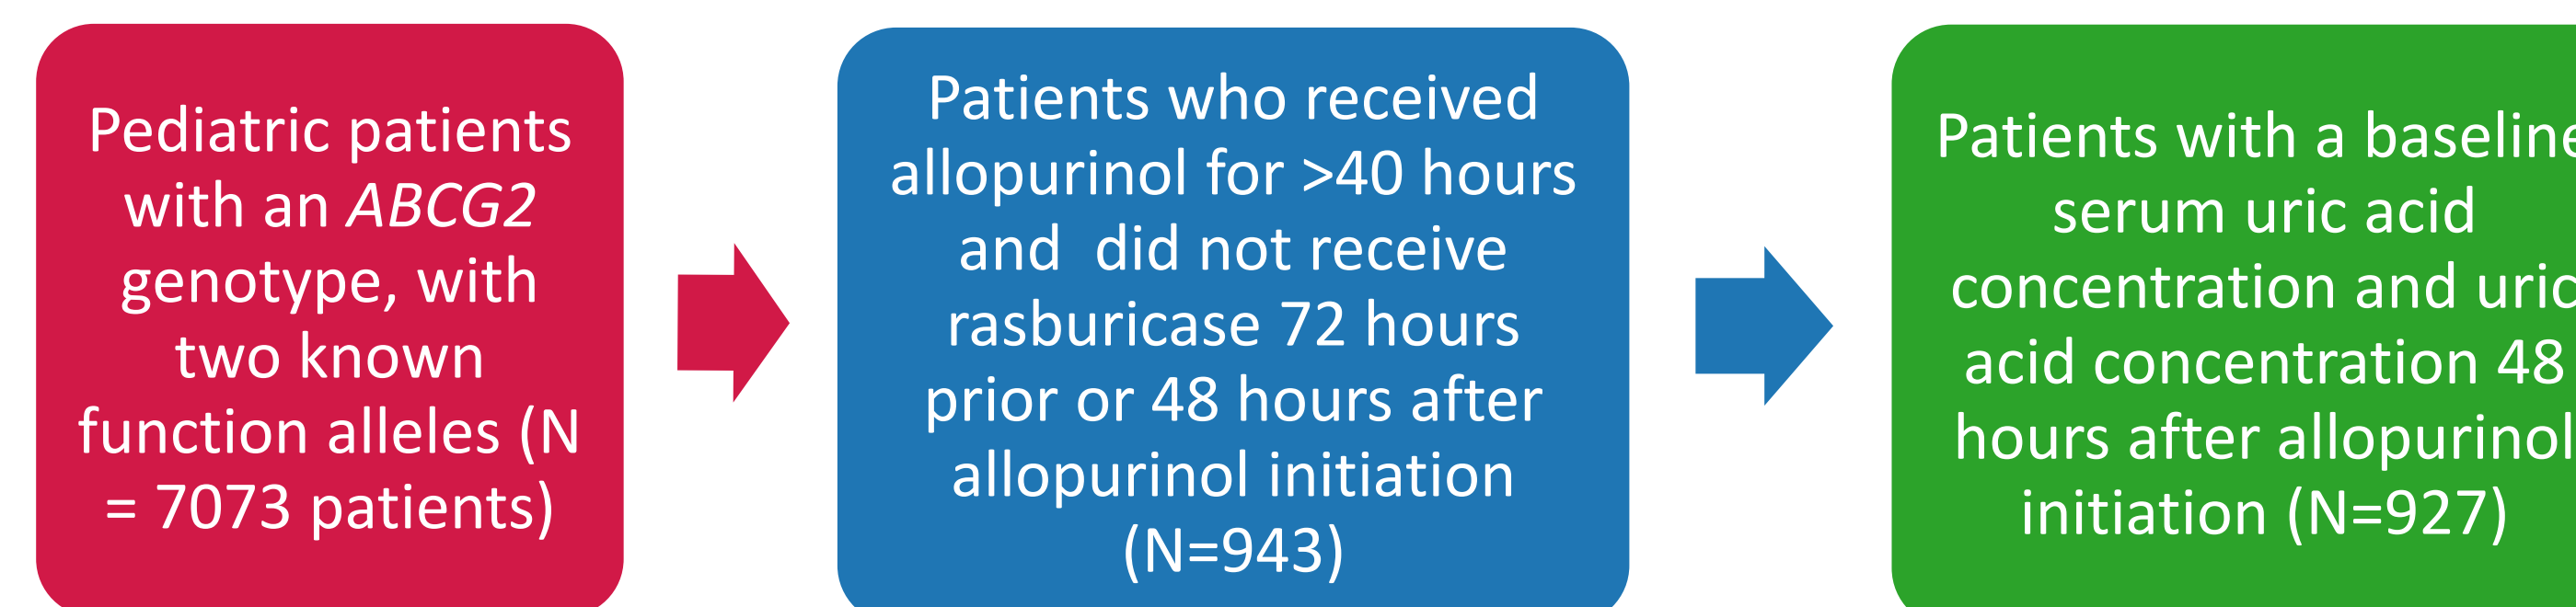 Pediatric patients
with an ABCG2
genotype, with
two known
function alleles (N
= 7073 patients)
Patients who received
allopurinol for >40 hours
and  did not receive
rasburicase 72 hours
prior or 48 hours after
allopurinol initiation
(N=943)
Patients with a baseline
serum uric acid
concentration and uric
acid concentration 48
hours after allopurinol
initiation (N=927)